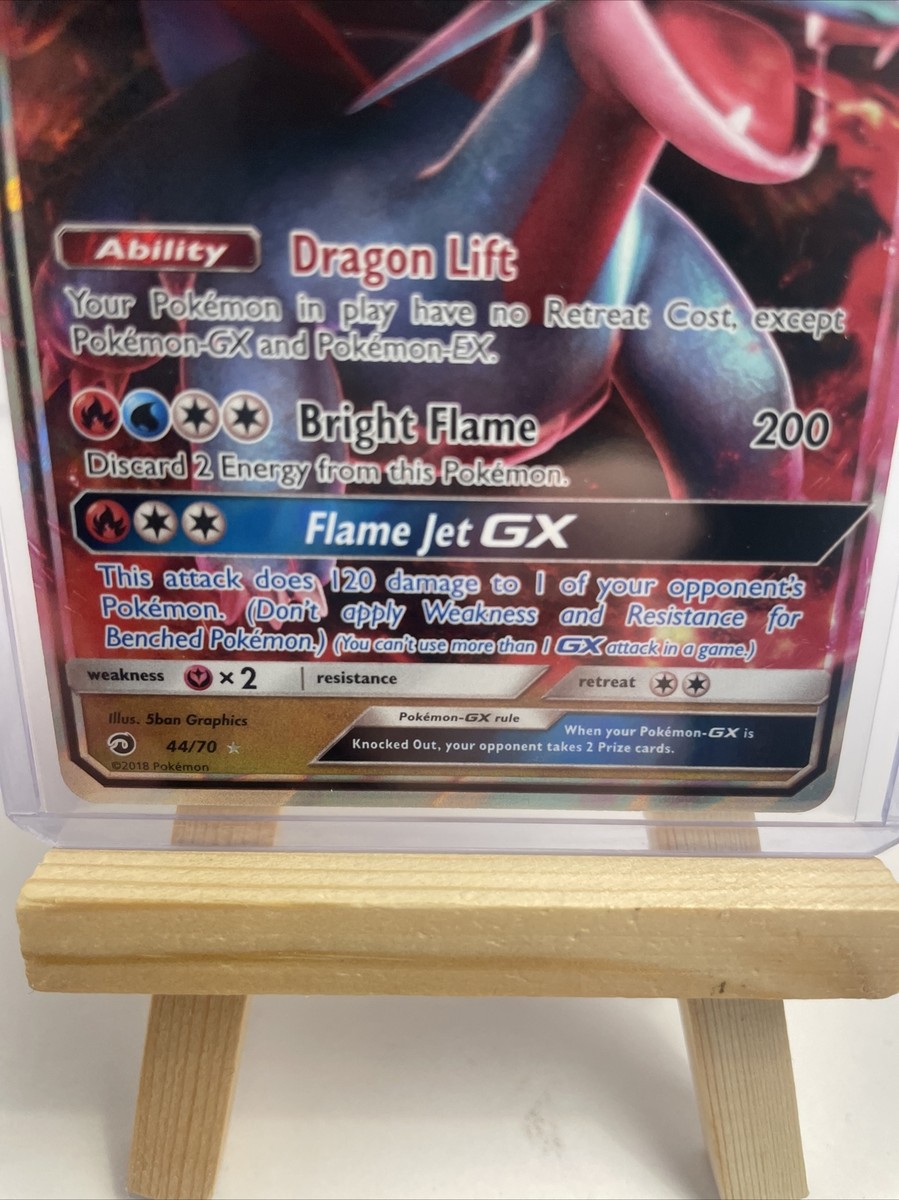 Ability Dragon Lift
Your Pokémon in play have no Retreat Cost, except
Pokémon-GX and Pokémon-EX.
Bright Flame 200
Discard 2 Energy from this Pokémon.
Flame Jet GX
This attack does 120 damage to 1 of your opponent's
Pokémon. (Don't apply Weakness and Resistance for
Benched Pokémon.) (You can't use more than 1 GX attack in a game.)
weakness ×2 resistance retreat
Illus. 5ban Graphics
44/70
©2018 Pokémon
Pokémon-GX rule
When your Pokémon-GX is
Knocked Out, your opponent takes 2 Prize cards.